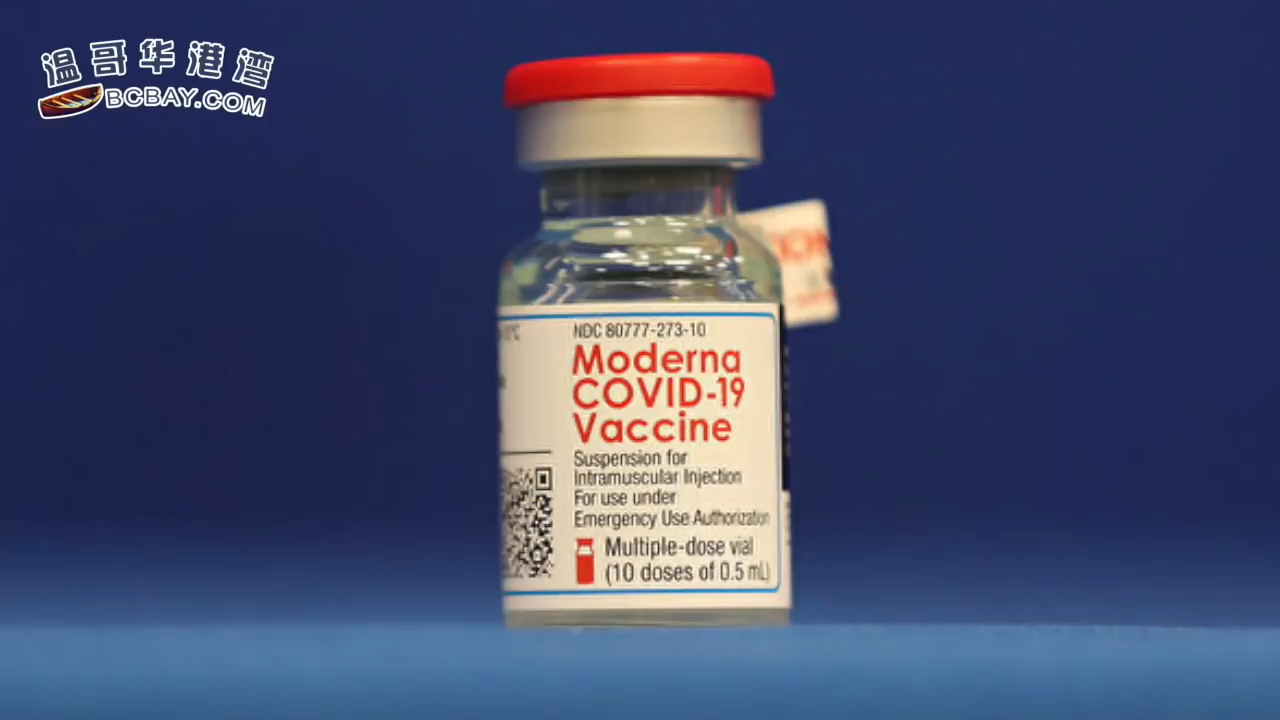 温哥华港湾
BCBAY.COM
NDC 80777-273-10
Moderna
COVID-19
Vaccine
Suspension for
Intramuscular Injection
For use under
Emergency Use Authorization
Multiple-dose vial
(10 doses of 0.5 mL)